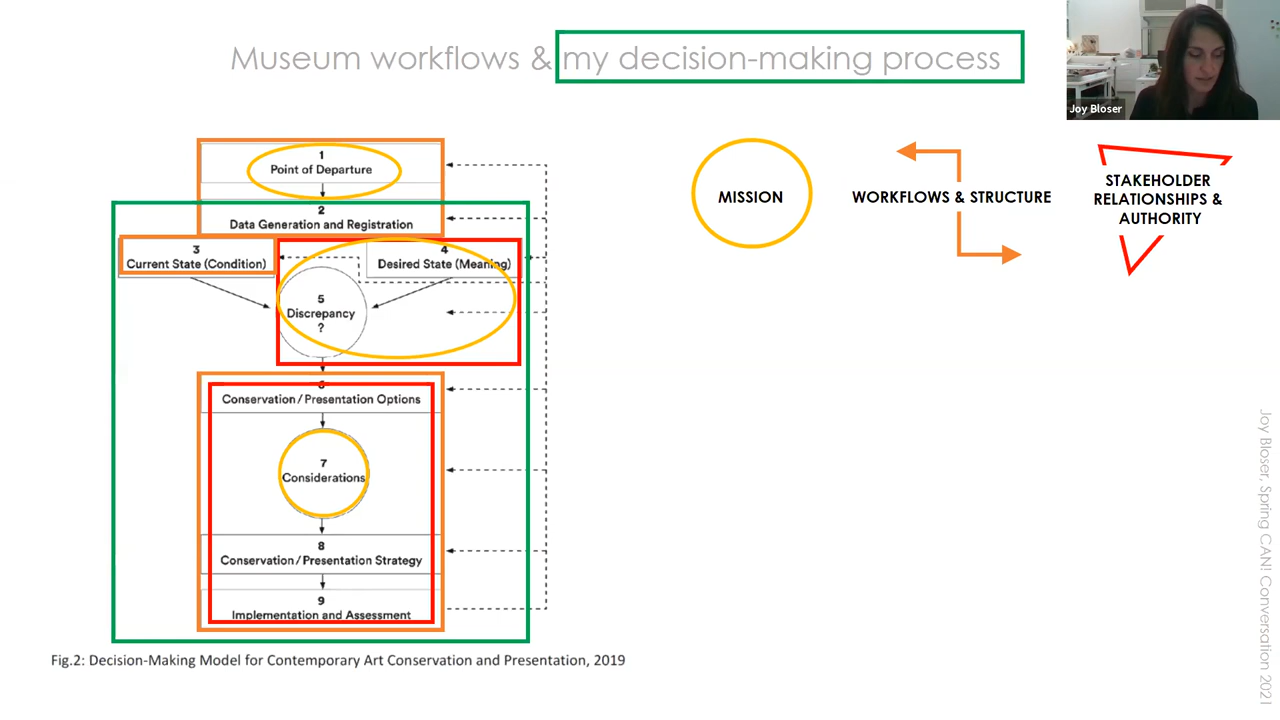 Museum workflows & my decision-making process
Joy Bloser
1
Point of Departure
2
Data Generation and Registration
3
Current State (Condition)
4
Desired State (Meaning)
5
Discrepancy
?
6
Conservation/Presentation Options
7
Considerations
8
Conservation/Presentation Strategy
9
Implementation and Assessment
Fig.2: Decision-Making Model for Contemporary Art Conservation and Presentation, 2019
MISSION
WORKFLOWS & STRUCTURE
STAKEHOLDER
RELATIONSHIPS &
AUTHORITY
Joy Bloser, Spring CAN! Conversation 2021